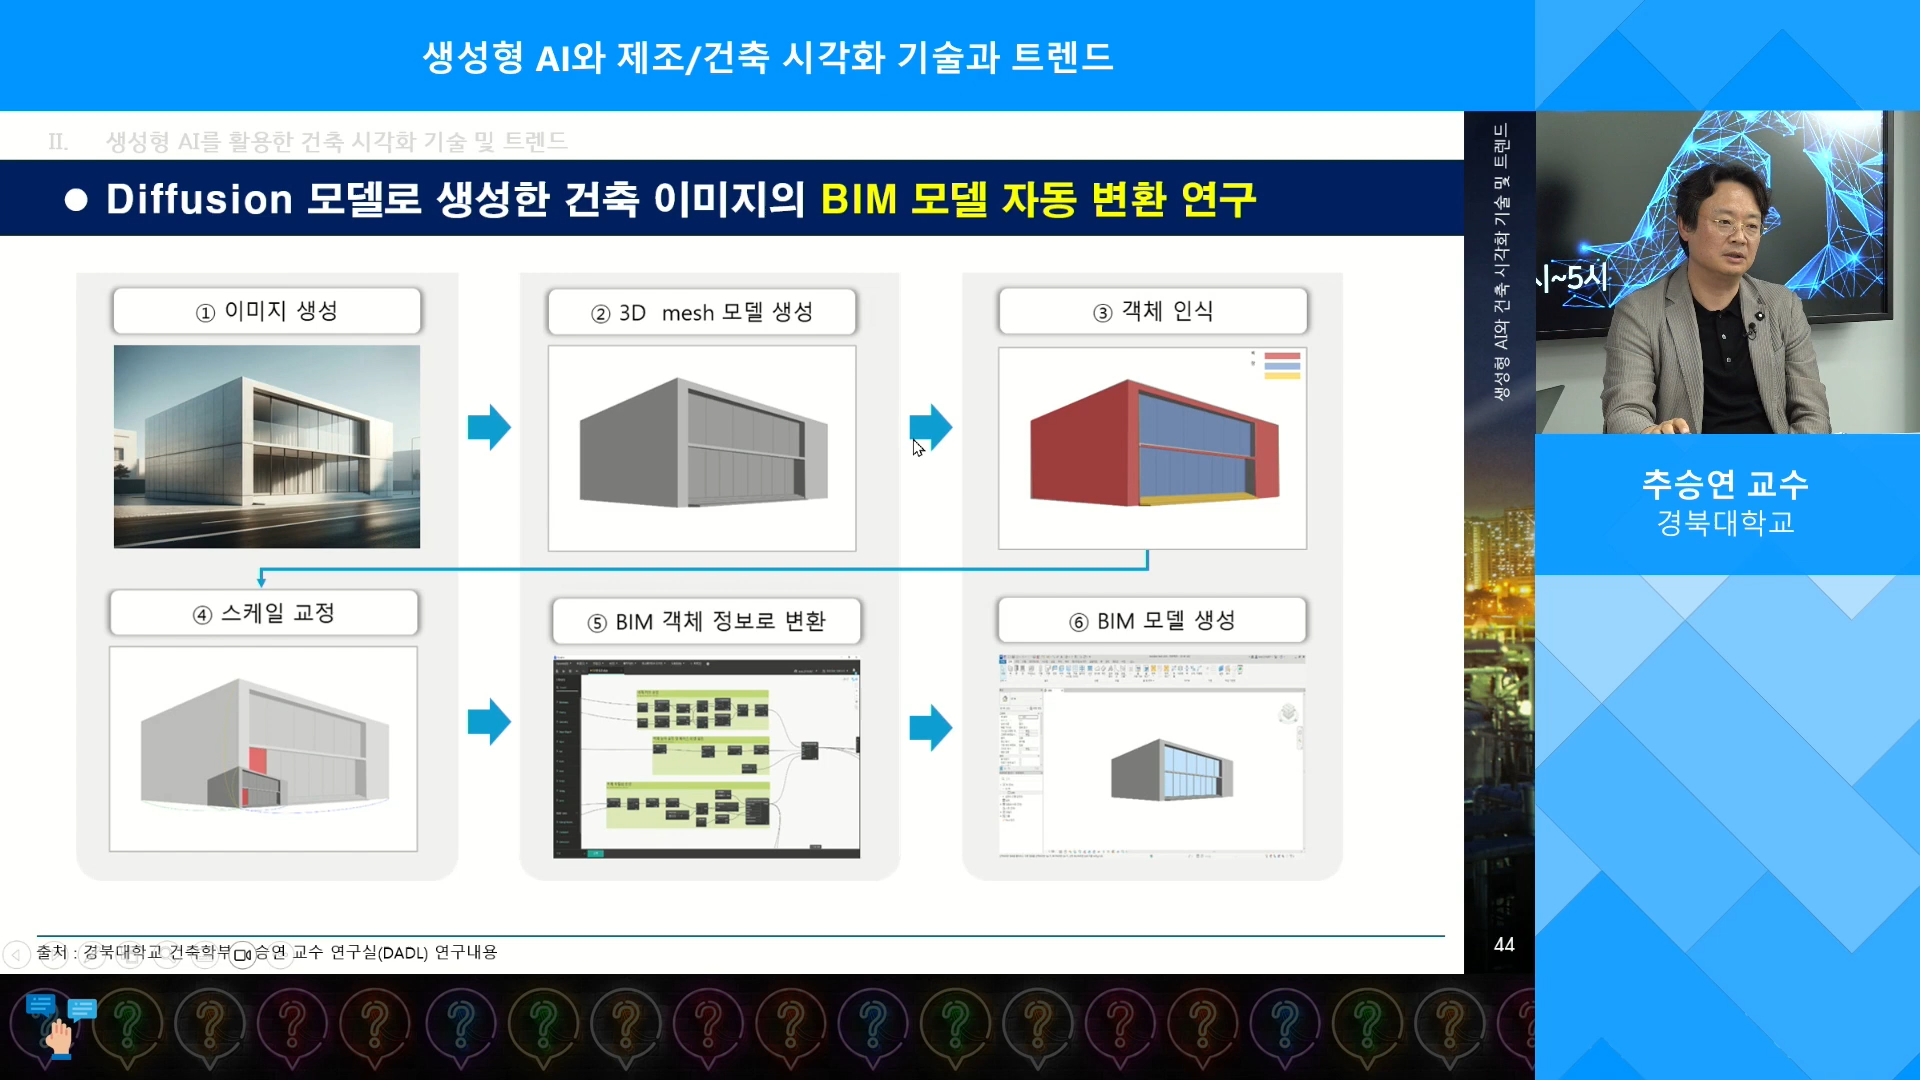 생성형 AI와 제조/건축 시각화 기술과 트렌드
II. 생성형 AI를 활용한 건축 시각화 기술 및 트렌드
● Diffusion 모델로 생성한 건축 이미지의 BIM 모델 자동 변환 연구
① 이미지 생성
② 3D mesh 모델 생성
③ 객체 인식
④ 스케일 교정
⑤ BIM 객체 정보로 변환
⑥ BIM 모델 생성
출처 : 경북대학교 건축학부 승연 교수 연구실(DADL) 연구내용
생성형 AI와 건축 시각화 기술 및 트렌드
44
시~5시
추승연 교수
경북대학교